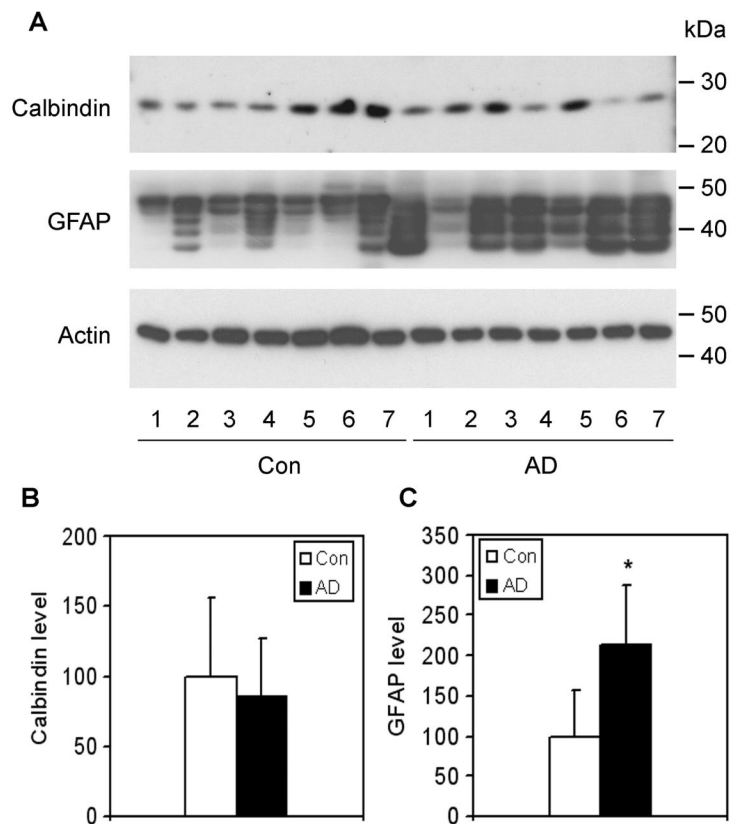 A
kDa
Calbindin
– 30
– 20
GFAP
– 50
– 40
Actin
– 50
– 40
1 2 3 4 5 6 7 1 2 3 4 5 6 7
Con AD
B
200
150
100
50
0
Calbindin level
Con
AD
C
350
300
250
200
150
100
50
0
GFAP level
Con
AD
*